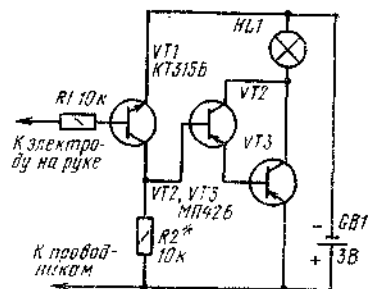 HL1
VT1
КТ315Б
R1 10к
VT2
К электро-
ду на руке
VT3
VT2, VT3
МП42Б
R2*
10к
GB1
-
3В
+
К провод-
никам